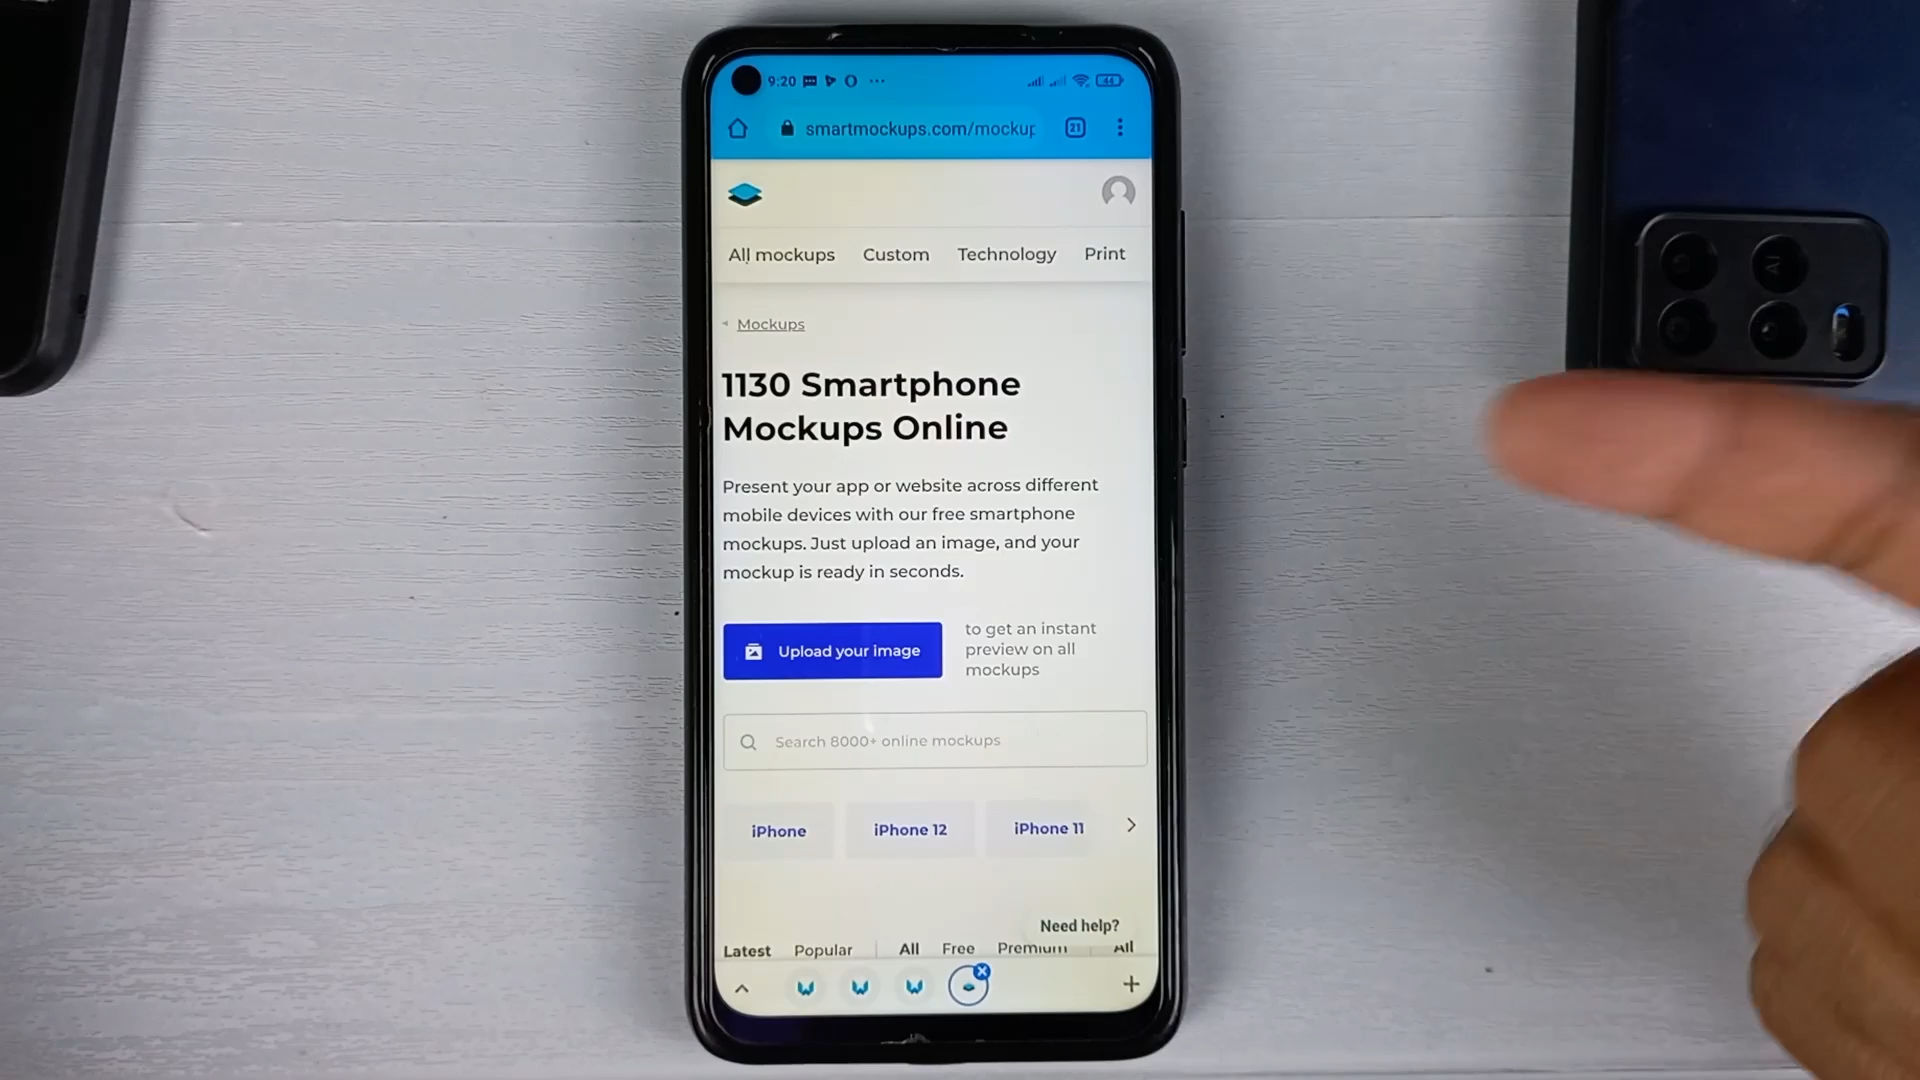 9:20
44
smartmockups.com/mockup
21
All mockups Custom Technology Print
Mockups
1130 Smartphone
Mockups Online
Present your app or website across different
mobile devices with our free smartphone
mockups. Just upload an image, and your
mockup is ready in seconds.
Upload your image
to get an instant
preview on all
mockups
Search 8000+ online mockups
iPhone iPhone 12 iPhone 11
Need help?
Latest Popular All Free Premium All
AI